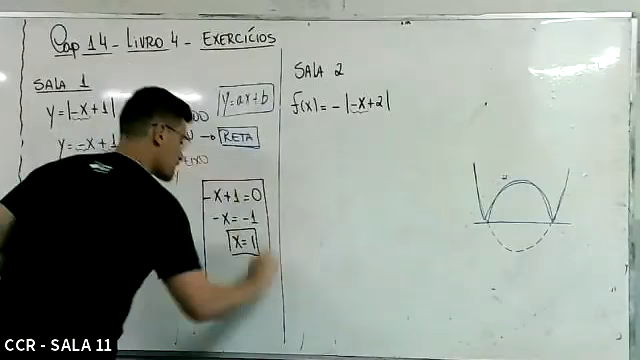 Cap 14 - LIVRO 4 - EXERCÍCIOS
SALA 1
y = |-x + 1|
y = -x + 1
y = ax + b
→ RETA
-x + 1 = 0
-x = -1
x = 1
SALA 2
f(x) = - |-x + 2|
CCR - SALA 11